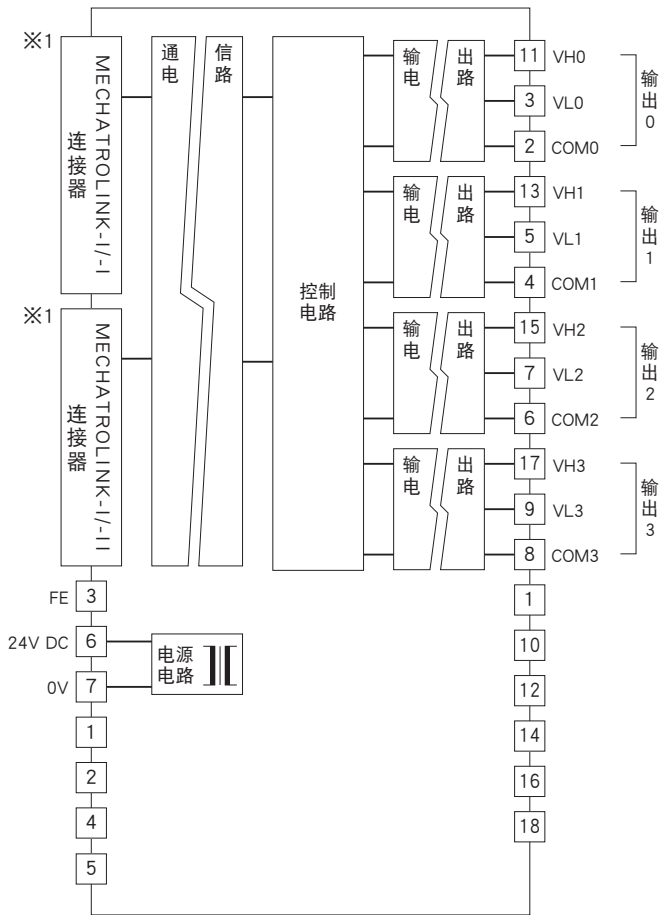 ※1
MECHATROLINK-I/-I
连接器
※1
MECHATROLINK-I/-II
连接器
通信
电路
控制
电路
输出
电路
11 VH0
3 VL0
2 COM0
输出0
输出
电路
13 VH1
5 VL1
4 COM1
输出1
输出
电路
15 VH2
7 VL2
6 COM2
输出2
输出
电路
17 VH3
9 VL3
8 COM3
输出3
FE 3
24V DC 6
0V 7
电源
电路
1
2
4
5
1
10
12
14
16
18